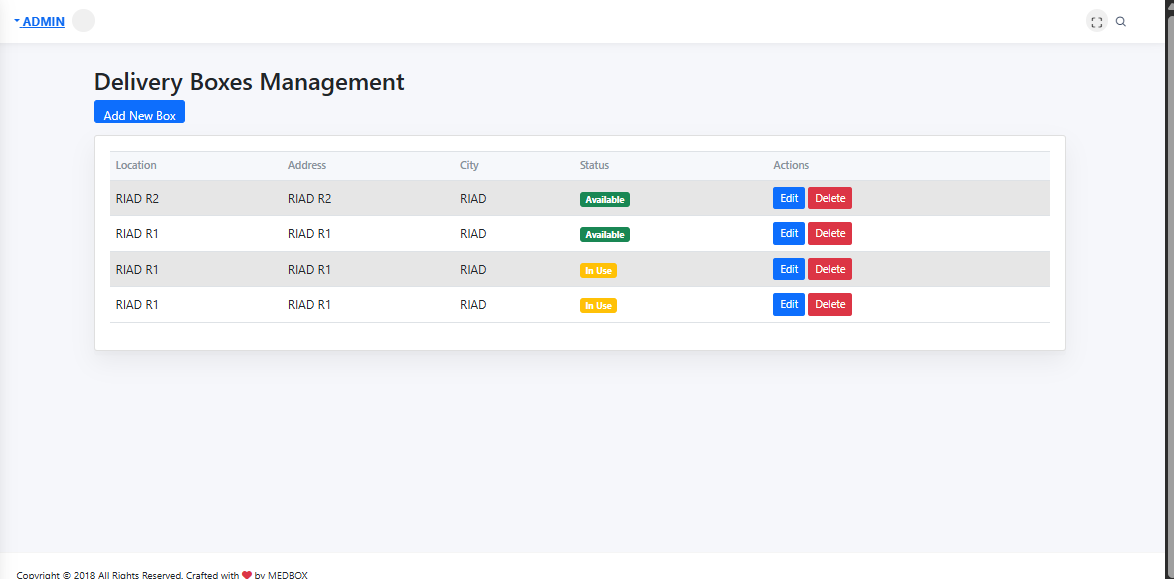 ADMIN
Delivery Boxes Management
Add New Box
Location Address City Status Actions
RIAD R2 RIAD R2 RIAD Available Edit Delete
RIAD R1 RIAD R1 RIAD Available Edit Delete
RIAD R1 RIAD R1 RIAD In Use Edit Delete
RIAD R1 RIAD R1 RIAD In Use Edit Delete
Copyright © 2018 All Rights Reserved. Crafted with ❤ by MEDBOX